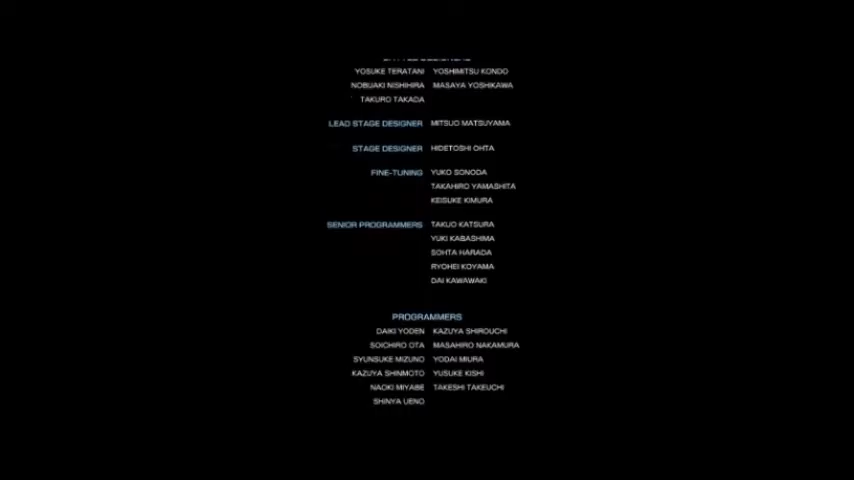 YOSUKE TERATANI YOSHIMITSU KONDO
NOBUAKI NISHIHIRA MASAYA YOSHIKAWA
TAKURO TAKADA
LEAD STAGE DESIGNER MITSUO MATSUYAMA
STAGE DESIGNER HIDETOSHI OHTA
FINE-TUNING YUKO SONODA
TAKAHIRO YAMASHITA
KEISUKE KIMURA
SENIOR PROGRAMMERS TAKUO KATSURA
YUKI KABASHIMA
SOHTA HARADA
RYOHEI KOYAMA
DAI KAWAWAKI
PROGRAMMERS
DAIKI YODEN KAZUYA SHIROUCHI
SOICHIRO OTA MASAHIRO NAKAMURA
SYUNSUKE MIZUNO YODAI MIURA
KAZUYA SHINMOTO YUSUKE KISHI
NAOKI MIYABE TAKESHI TAKEUCHI
SHINYA UENO